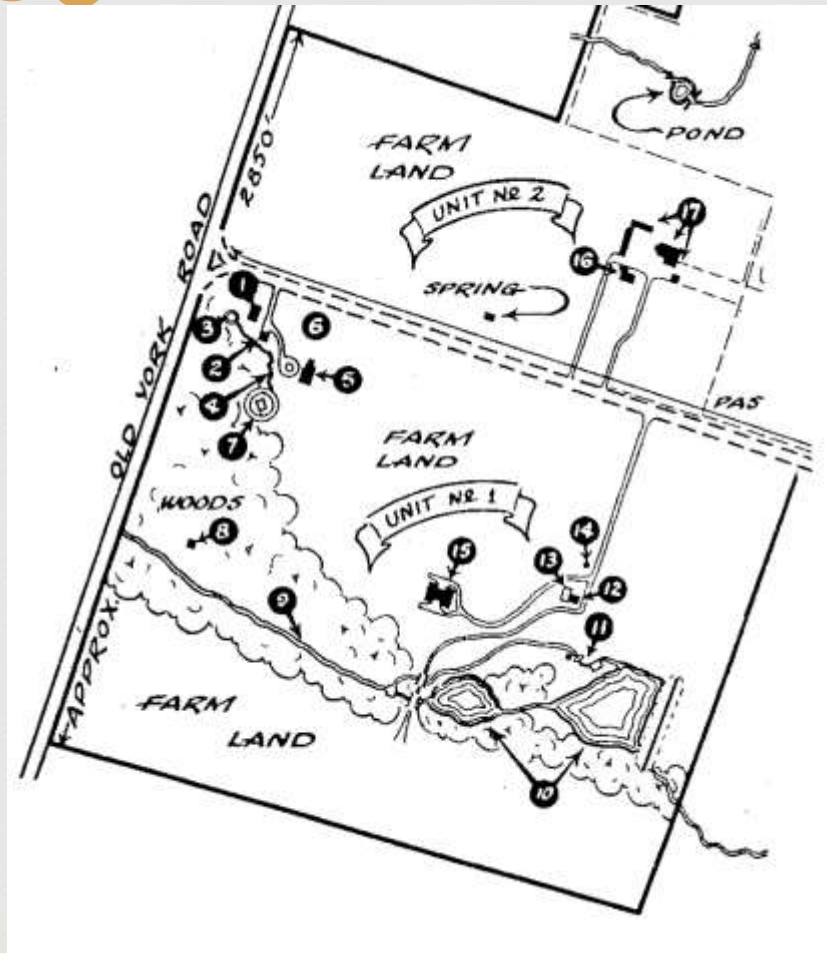 POND
2850'
FARM
LAND
UNIT No 2
17
16
SPRING
OLD YORK ROAD
1
3
6
2
5
4
7
PAS
FARM
LAND
UNIT No 1
WOODS
8
14
15
13
12
9
11
APPROX.
FARM
LAND
10